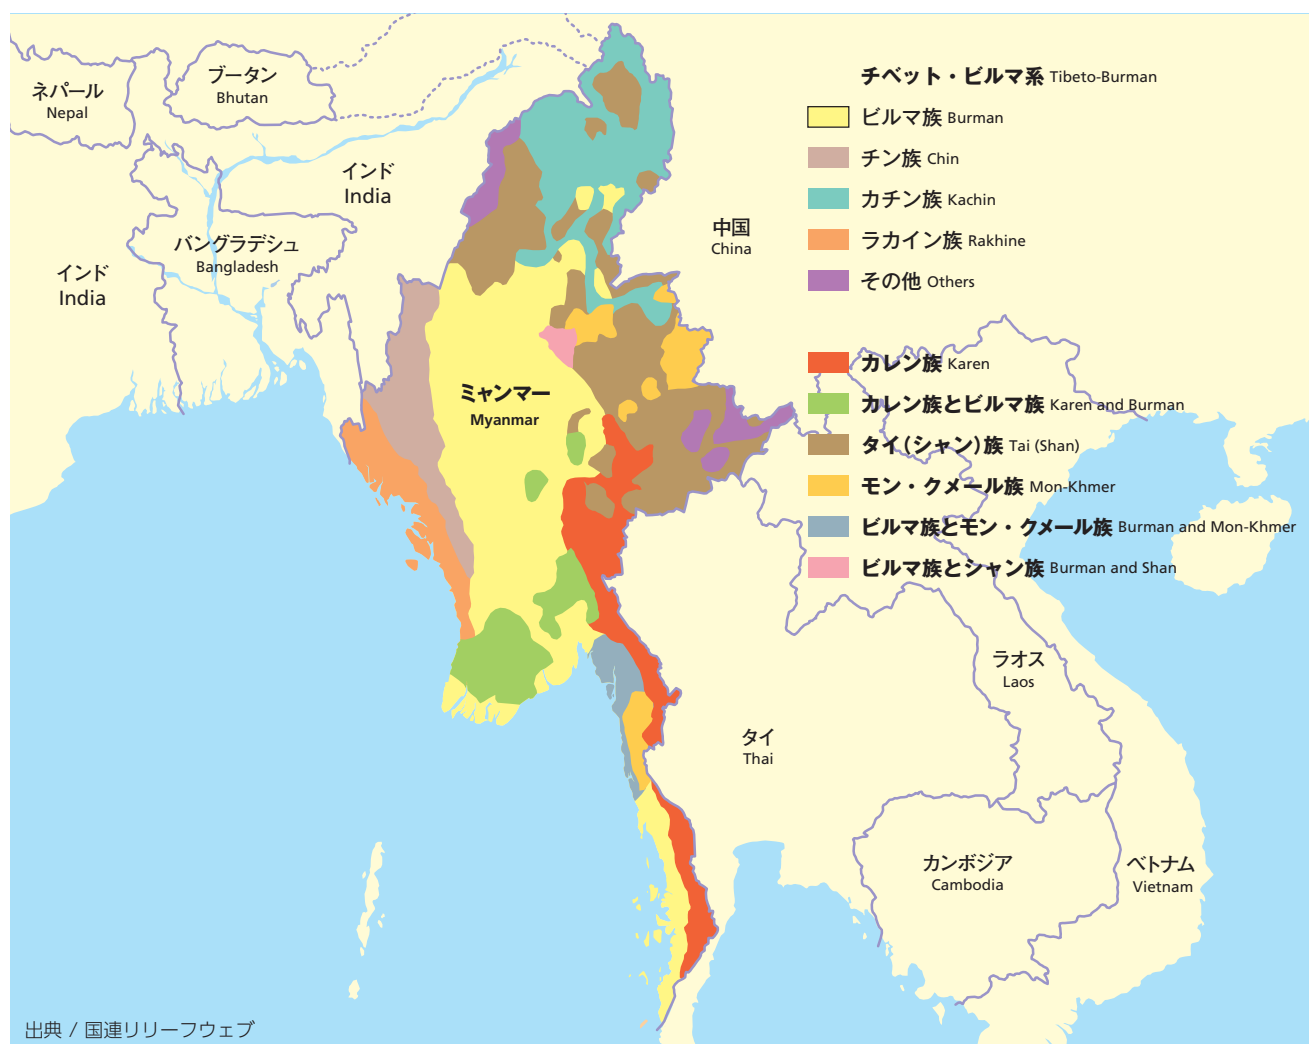 ネパール
Nepal
ブータン
Bhutan
インド
India
バングラデシュ
Bangladesh
インド
India
中国
China
ミャンマー
Myanmar
タイ
Thai
ラオス
Laos
カンボジア
Cambodia
ベトナム
Vietnam
チベット・ビルマ系 Tibeto-Burman
ビルマ族 Burman
チン族 Chin
カチン族 Kachin
ラカイン族 Rakhine
その他 Others
カレン族 Karen
カレン族とビルマ族 Karen and Burman
タイ(シャン)族 Tai (Shan)
モン・クメール族 Mon-Khmer
ビルマ族とモン・クメール族 Burman and Mon-Khmer
ビルマ族とシャン族 Burman and Shan
出典 / 国連リリーフウェブ